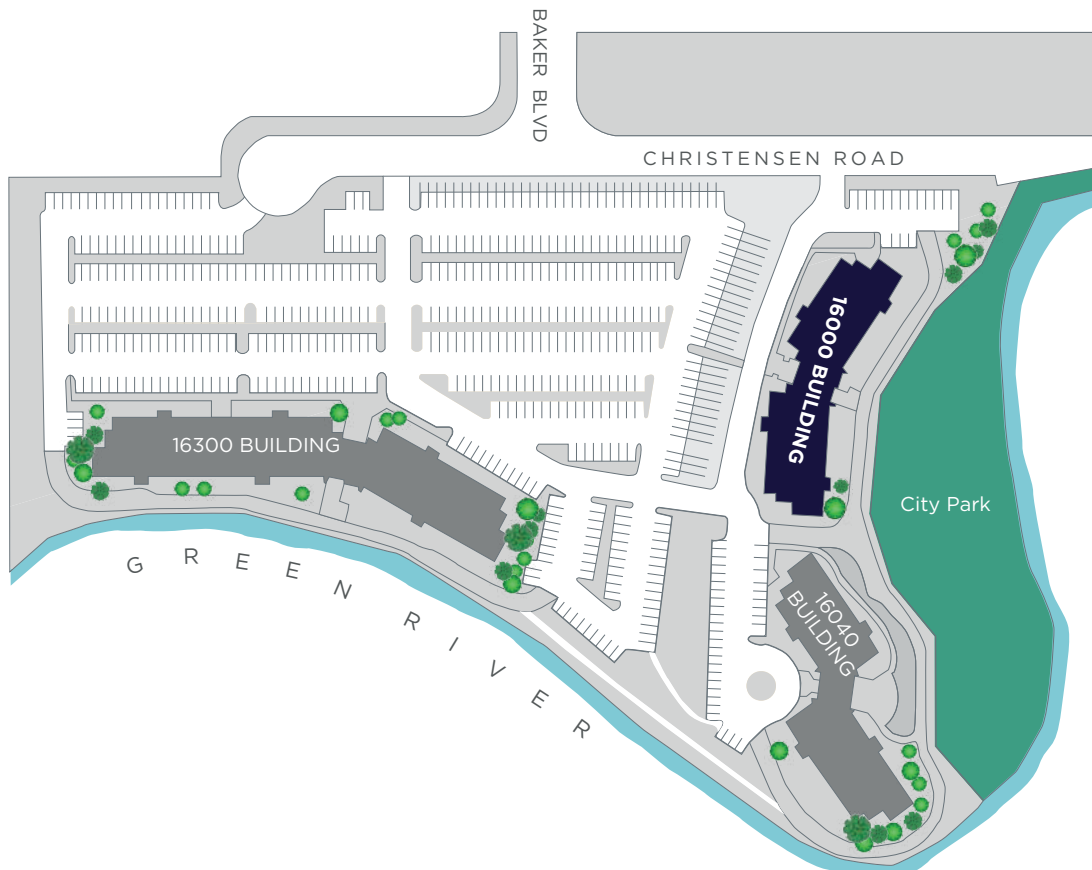 BAKER BLVD
CHRISTENSEN ROAD
16000 BUILDING
16300 BUILDING
City Park
GREEN RIVER
16040
BUILDING